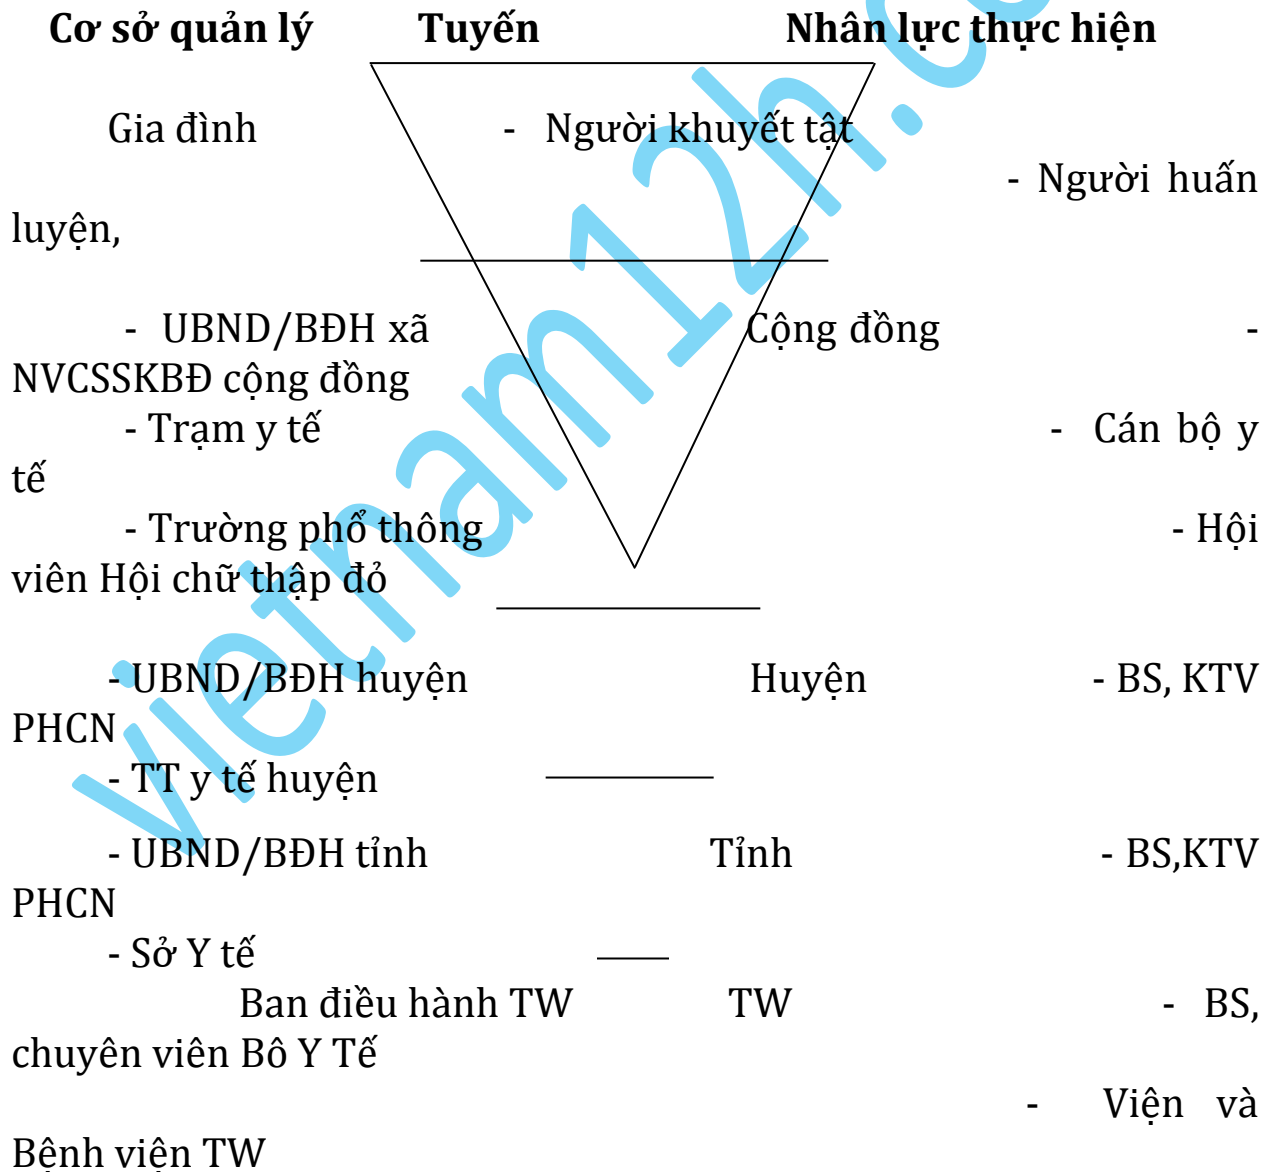 Cơ sở quản lý Tuyến Nhân lực thực hiện
Gia đình - Người khuyết tật
- Người huấn
luyện,
- UBND/BĐH xã Cộng đồng -
NVCSSKBĐ cộng đồng
- Trạm y tế - Cán bộ y
tế
- Trường phổ thông - Hội
viên Hội chữ thập đỏ
- UBND/BĐH huyện Huyện - BS, KTV
PHCN
- TT y tế huyện
- UBND/BĐH tỉnh Tỉnh - BS,KTV
PHCN
- Sở Y tế
Ban điều hành TW TW - BS,
chuyên viên Bô Y Tế
- Viện và
Bệnh viện TW
vietnam12h.co